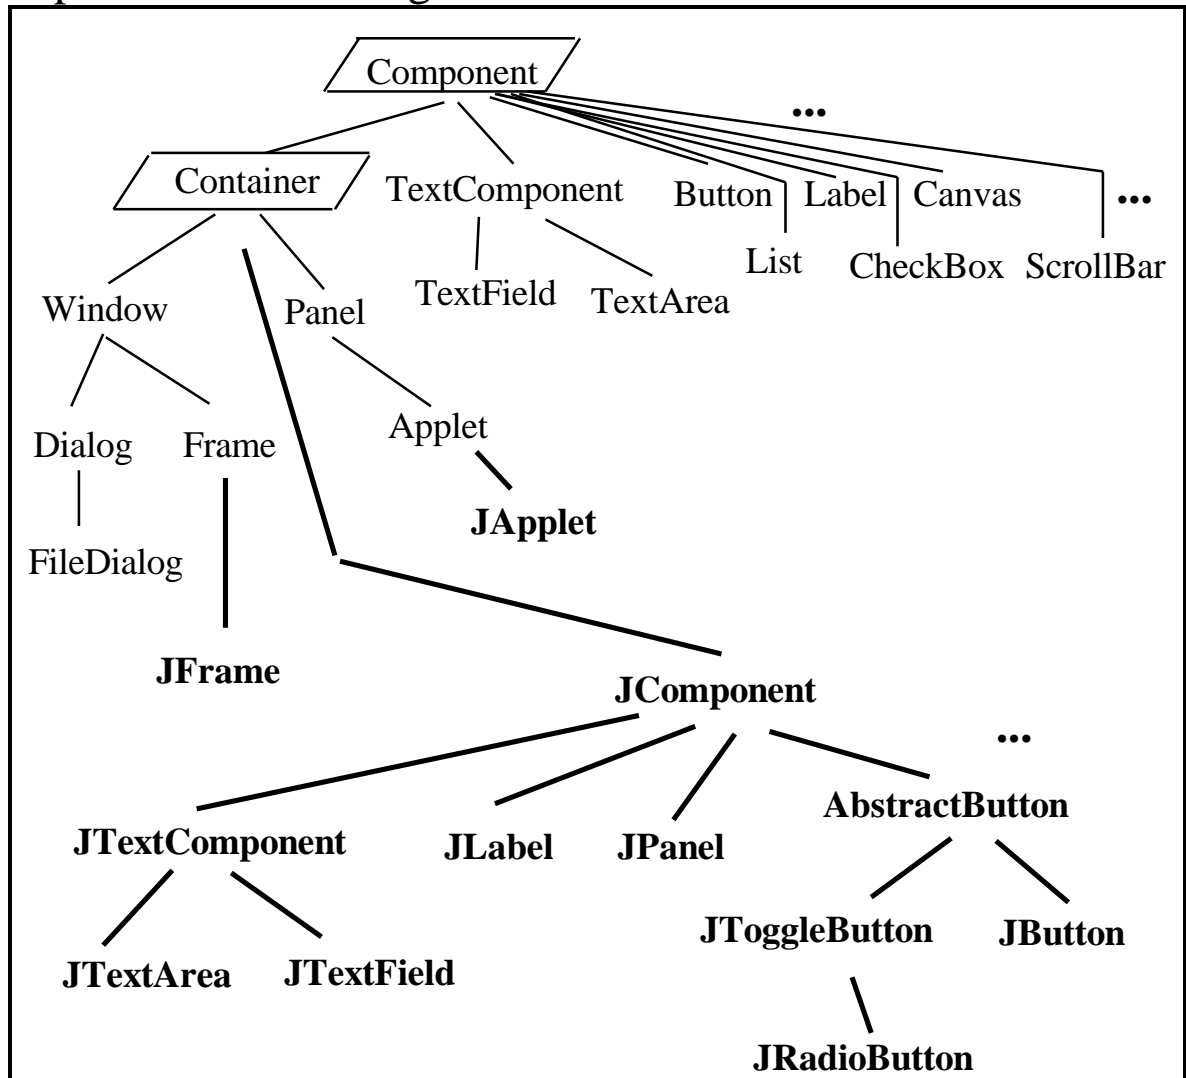 Component
...
Container
TextComponent
Button
Label
Canvas
...
List
CheckBox
ScrollBar
Window
Panel
TextField
TextArea
Dialog
Frame
Applet
JApplet
FileDialog
JFrame
JComponent
...
AbstractButton
JTextComponent
JLabel
JPanel
JToggleButton
JButton
JTextArea
JTextField
JRadioButton